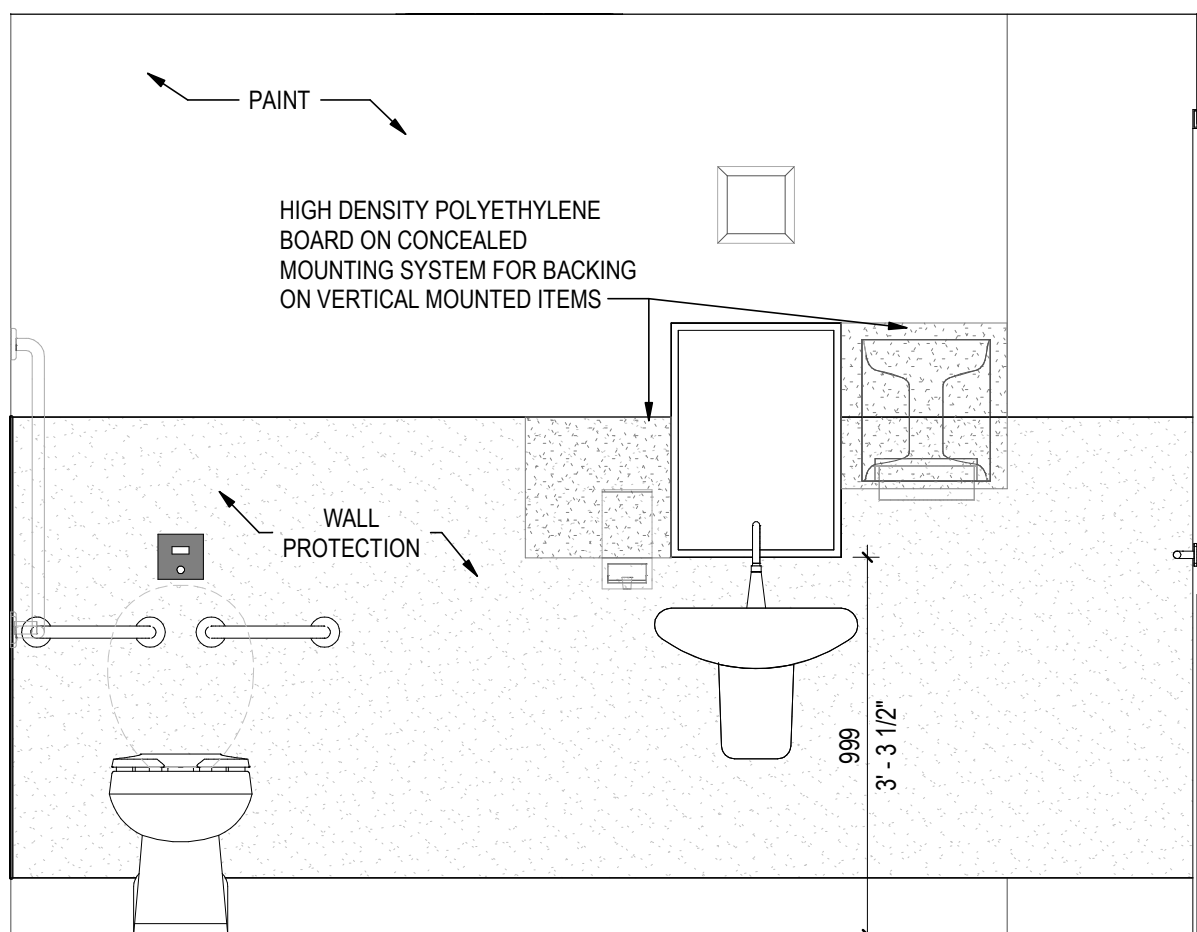 PAINT
HIGH DENSITY POLYETHYLENE
BOARD ON CONCEALED
MOUNTING SYSTEM FOR BACKING
ON VERTICAL MOUNTED ITEMS
WALL
PROTECTION
999
3' - 3 1/2"